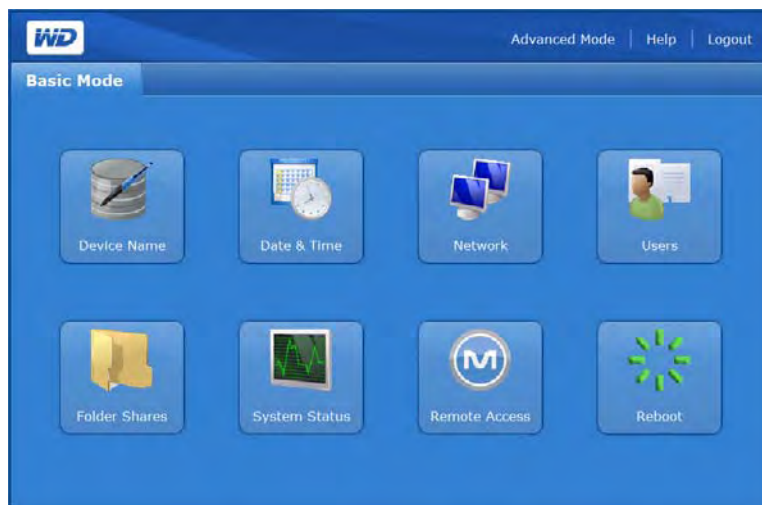 WD
Advanced Mode | Help | Logout
Basic Mode
Device Name
Date & Time
Network
Users
Folder Shares
System Status
Remote Access
Reboot